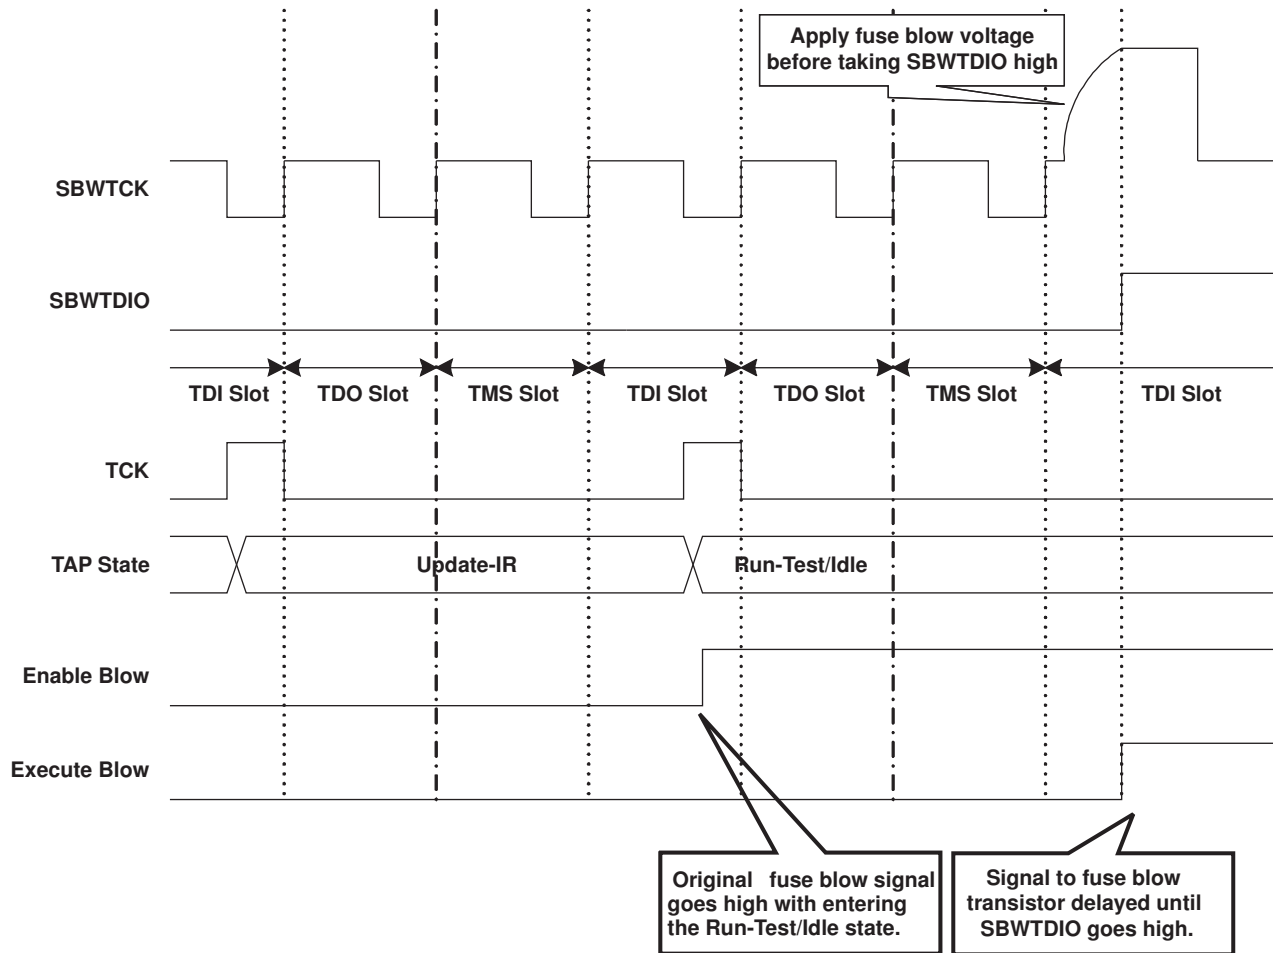 Apply fuse blow voltage
before taking SBWTDIO high
SBWTCK
SBWTDIO
TDI Slot
TDO Slot
TMS Slot
TDI Slot
TDO Slot
TMS Slot
TDI Slot
TCK
TAP State
Update-IR
Run-Test/Idle
Enable Blow
Execute Blow
Original fuse blow signal
goes high with entering
the Run-Test/Idle state.
Signal to fuse blow
transistor delayed until
SBWTDIO goes high.